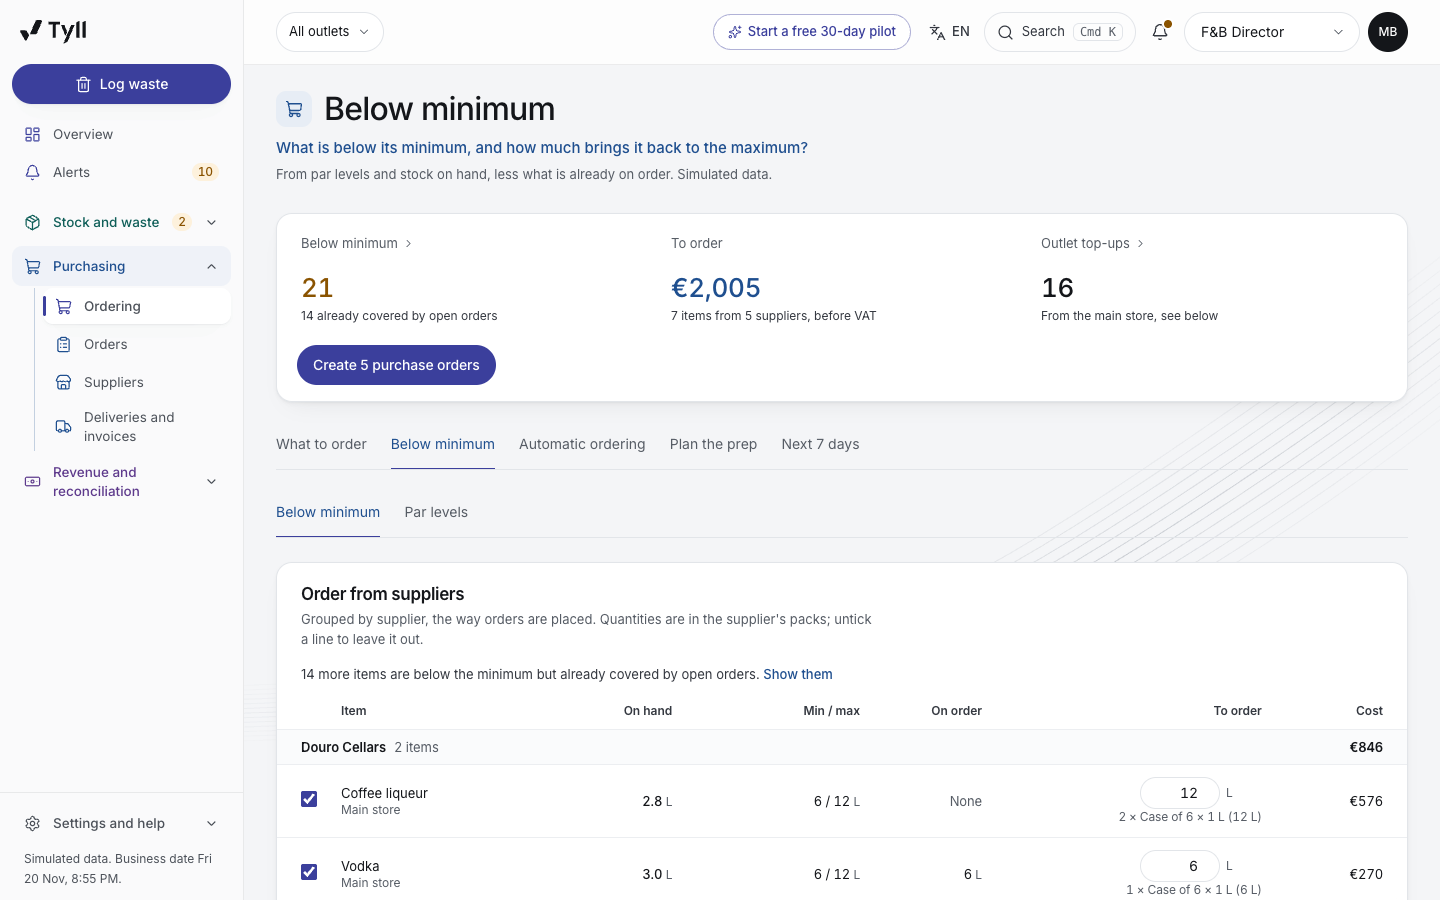 Tyll
All outlets
Start a free 30-day pilot
EN
Search
Cmd K
F&B Director
MB
Log waste
Overview
Alerts
10
Stock and waste
2
Purchasing
Ordering
Orders
Suppliers
Deliveries and
invoices
Revenue and
reconciliation
Settings and help
Simulated data. Business date Fri
20 Nov, 8:55 PM.
Below minimum
What is below its minimum, and how much brings it back to the maximum?
From par levels and stock on hand, less what is already on order. Simulated data.
Below minimum
21
14 already covered by open orders
To order
€2,005
7 items from 5 suppliers, before VAT
Outlet top-ups
16
From the main store, see below
Create 5 purchase orders
What to order
Below minimum
Automatic ordering
Plan the prep
Next 7 days
Below minimum
Par levels
Order from suppliers
Grouped by supplier, the way orders are placed. Quantities are in the supplier's packs; untick
a line to leave it out.
14 more items are below the minimum but already covered by open orders. Show them
Item On hand Min / max On order To order Cost
Douro Cellars 2 items €846
Coffee liqueur
Main store
2.8 L
6 / 12 L
None
12 L
2 × Case of 6 × 1 L (12 L)
€576
Vodka
Main store
3.0 L
6 / 12 L
6 L
6 L
1 × Case of 6 × 1 L (6 L)
€270